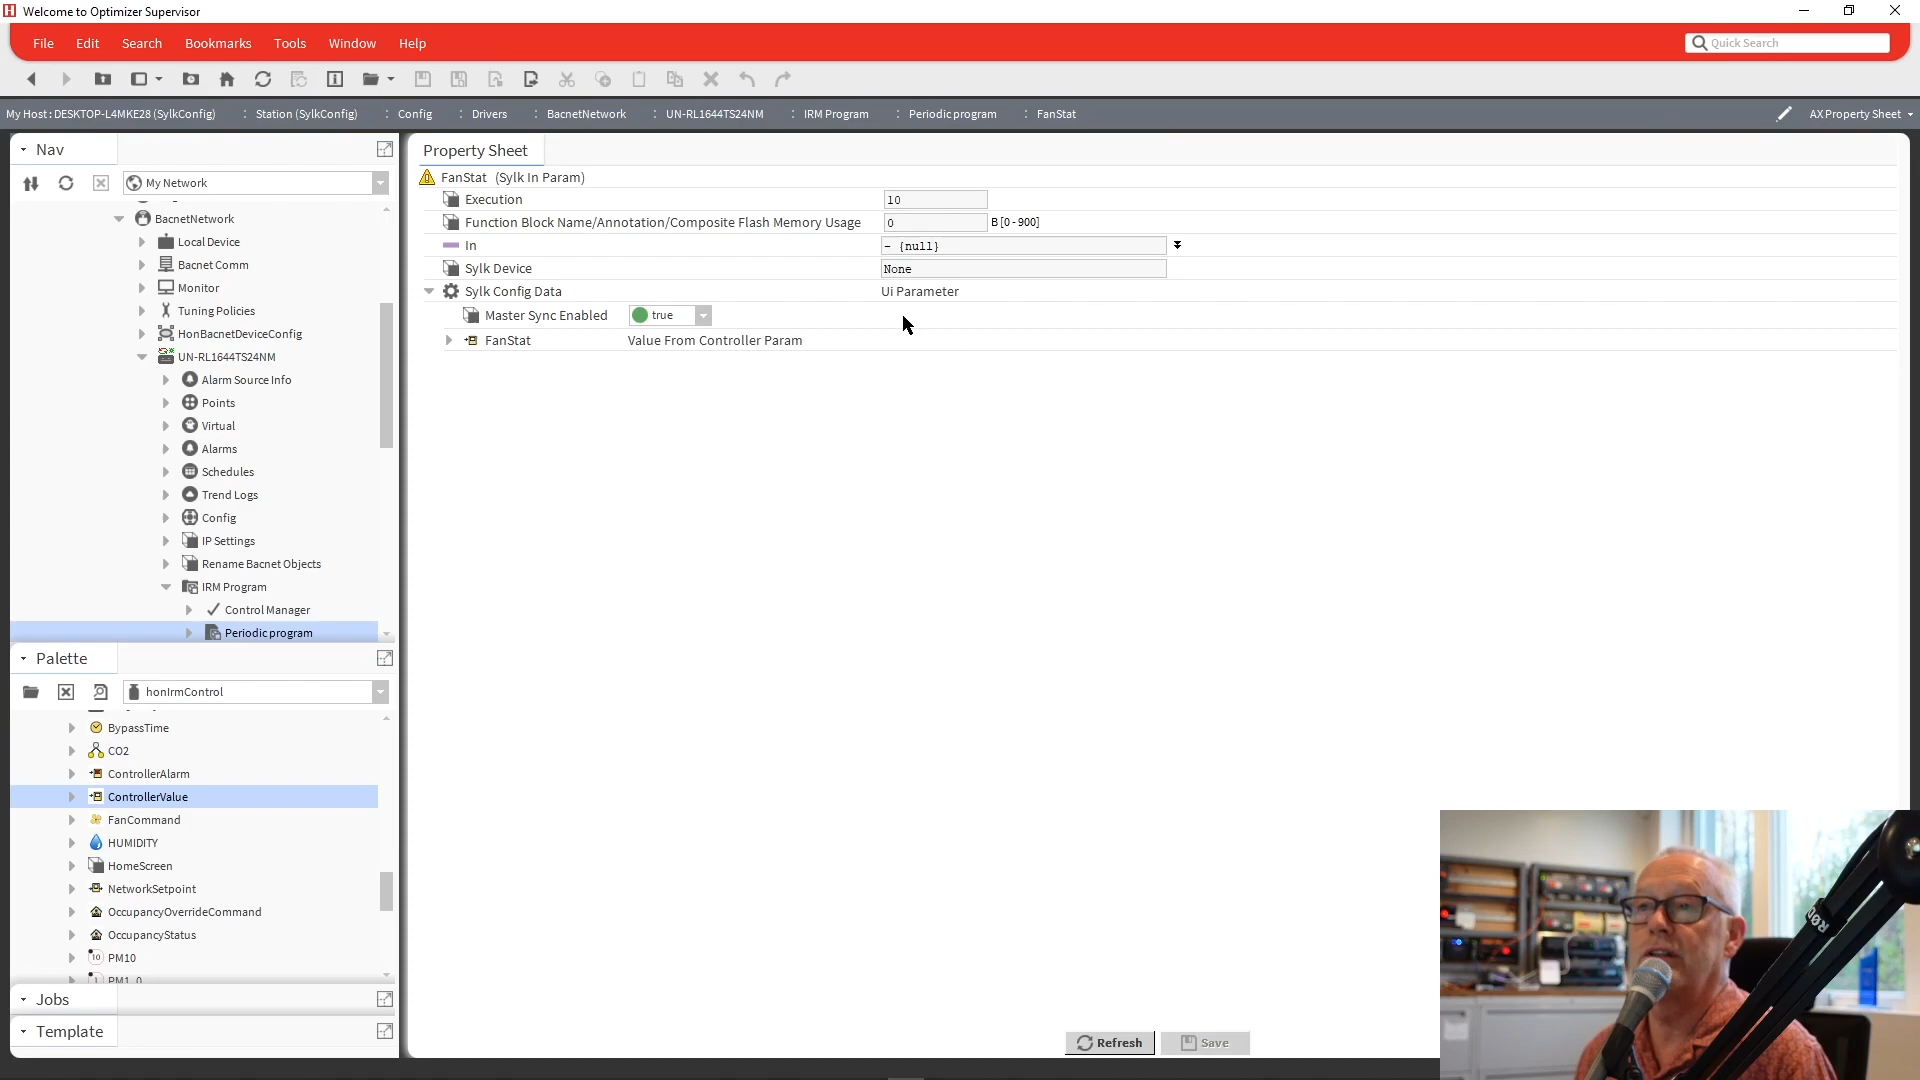 Welcome to Optimizer Supervisor
File Edit Search Bookmarks Tools Window Help
Quick Search
My Host : DESKTOP-L4MKE28 (SylkConfig) : Station (SylkConfig) : Config : Drivers : BacnetNetwork : UN-RL1644TS24NM : IRM Program : Periodic program : FanStat
AX Property Sheet
Nav
My Network
BacnetNetwork
Local Device
Bacnet Comm
Monitor
Tuning Policies
HonBacnetDeviceConfig
UN-RL1644TS24NM
Alarm Source Info
Points
Virtual
Alarms
Schedules
Trend Logs
Config
IP Settings
Rename Bacnet Objects
IRM Program
Control Manager
Periodic program
Palette
honIrmControl
BypassTime
CO2
ControllerAlarm
ControllerValue
FanCommand
HUMIDITY
HomeScreen
NetworkSetpoint
OccupancyOverrideCommand
OccupancyStatus
PM10
PM1_0
Jobs
Template
Property Sheet
FanStat (Sylk In Param)
Execution 10
Function Block Name/Annotation/Composite Flash Memory Usage 0 B [0 - 900]
In - {null}
Sylk Device None
Sylk Config Data Ui Parameter
Master Sync Enabled true
FanStat Value From Controller Param
Refresh Save